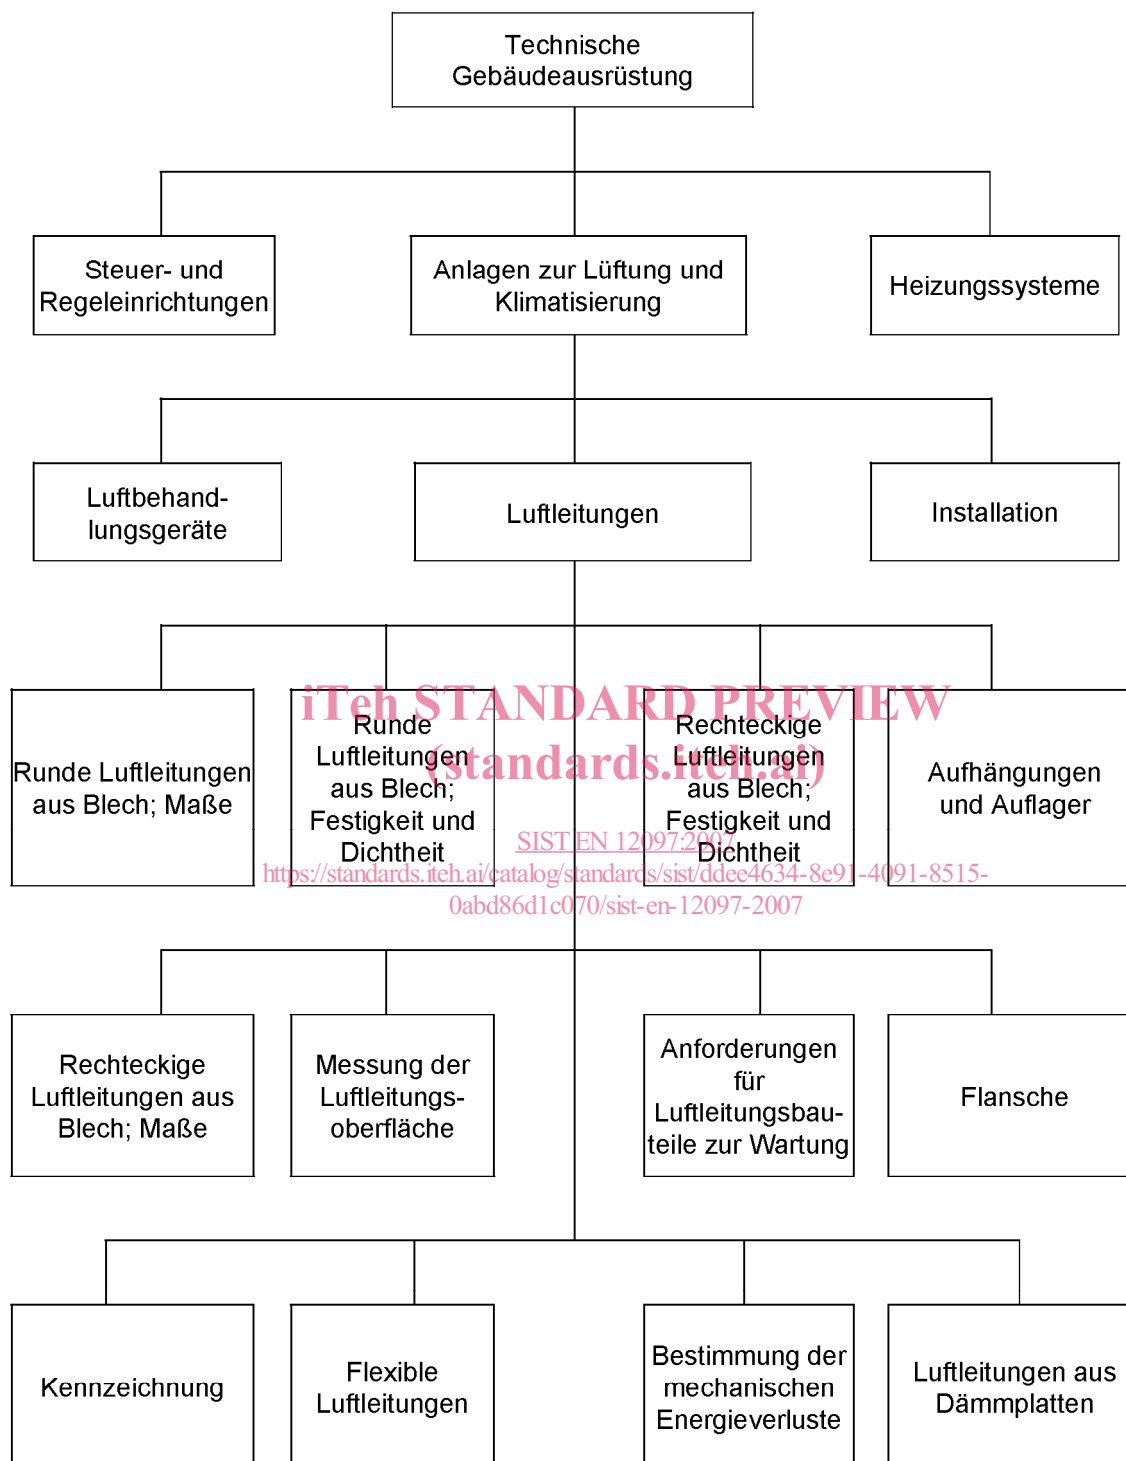 Technische
Gebäudeausrüstung
Steuer- und
Regeleinrichtungen
Anlagen zur Lüftung und
Klimatisierung
Heizungssysteme
Luftbehand-
lungsgeräte
Luftleitungen
Installation
iTeh STANDARD PREVIEW
(standards.iteh.ai)
SIST EN 12097:2007
https://standards.iteh.ai/catalog/standards/sist/ddee4634-8e91-4091-8515-
0abd86d1c070/sist-en-12097-2007
Runde Luftleitungen
aus Blech; Maße
Runde
Luftleitungen
aus Blech;
Festigkeit und
Dichtheit
Rechteckige
Luftleitungen
aus Blech;
Festigkeit und
Dichtheit
Aufhängungen
und Auflager
Rechteckige
Luftleitungen aus
Blech; Maße
Messung der
Luftleitungs-
oberfläche
Anforderungen
für
Luftleitungsbau-
teile zur Wartung
Flansche
Kennzeichnung
Flexible
Luftleitungen
Bestimmung der
mechanischen
Energieverluste
Luftleitungen aus
Dämmplatten